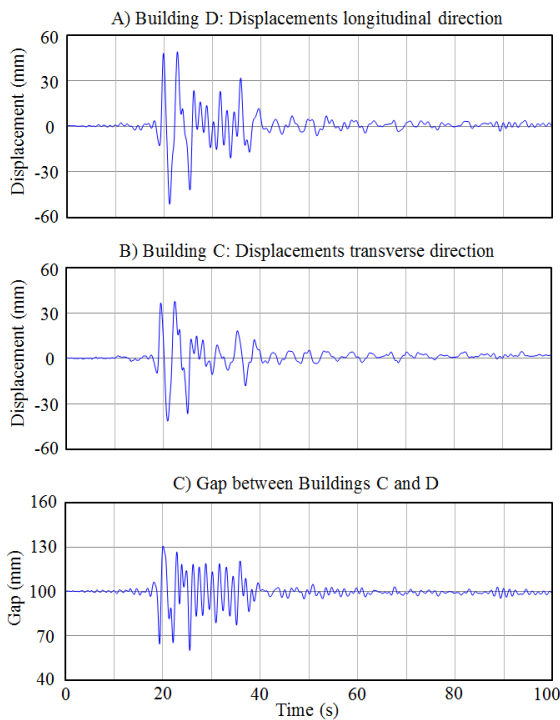 A) Building D: Displacements longitudinal direction
60
30
0
-30
-60
Displacement (mm)
B) Building C: Displacements transverse direction
60
30
0
-30
-60
Displacement (mm)
C) Gap between Buildings C and D
160
130
100
70
40
Gap (mm)
0 20 40 60 80 100
Time (s)